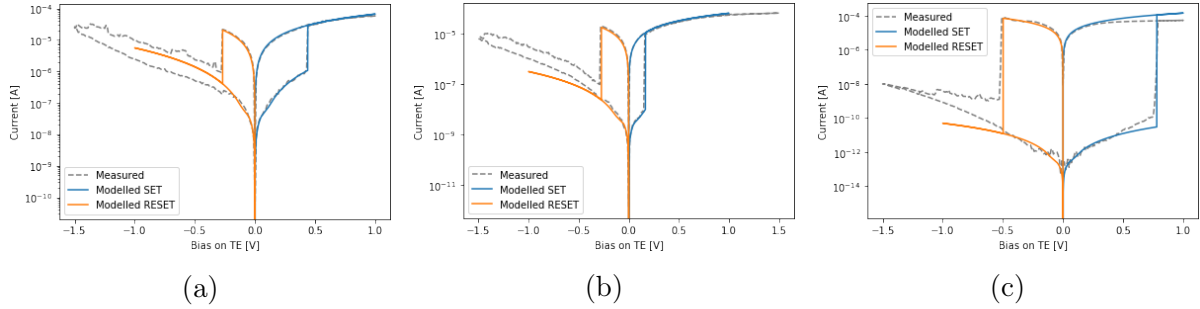 10⁻⁴
10⁻⁵
10⁻⁶
10⁻⁷
10⁻⁸
10⁻⁹
10⁻¹⁰
Current [A]
Measured
Modelled SET
Modelled RESET
−1.5 −1.0 −0.5 0.0 0.5 1.0
Bias on TE [V]
(a)
10⁻⁵
10⁻⁷
10⁻⁹
10⁻¹¹
Current [A]
Measured
Modelled SET
Modelled RESET
−1.5 −1.0 −0.5 0.0 0.5 1.0 1.5
Bias on TE [V]
(b)
10⁻⁴
10⁻⁶
10⁻⁸
10⁻¹⁰
10⁻¹²
10⁻¹⁴
Current [A]
Measured
Modelled SET
Modelled RESET
−1.5 −1.0 −0.5 0.0 0.5 1.0
Bias on TE [V]
(c)